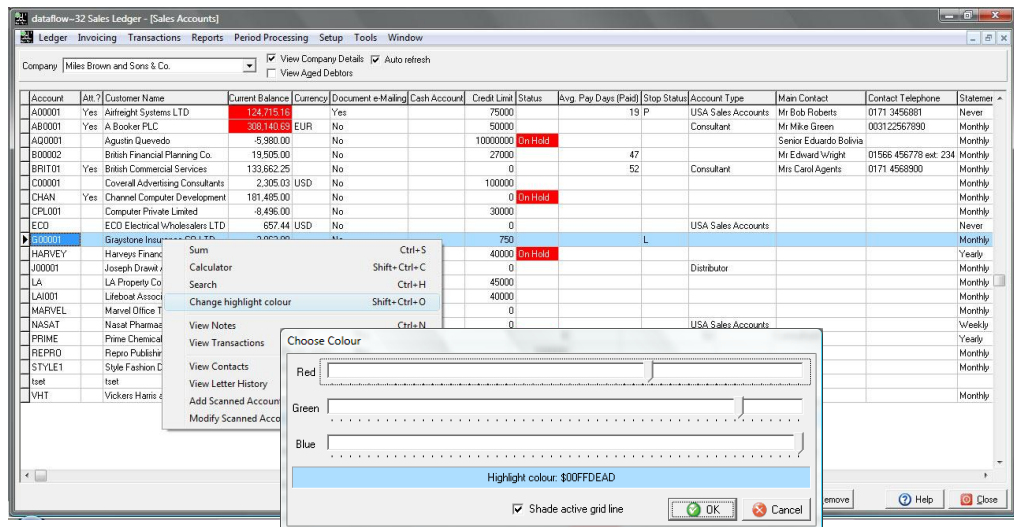 dataflow~32 Sales Ledger - [Sales Accounts]
Ledger Invoicing Transactions Reports Period Processing Setup Tools Window
Company Miles Brown and Sons & Co. View Company Details Auto refresh
View Aged Debtors
Account Att.? Customer Name Current Balance Currency Document e-Mailing Cash Account Credit Limit Status Avg. Pay Days (Paid) Stop Status Account Type Main Contact Contact Telephone Statemer
A00001 Yes Airfreight Systems LTD 124,715.16 Yes 75000 19 P USA Sales Accounts Mr Bob Roberts 0171 3456881 Never
AB0001 Yes A Booker PLC 308,140.69 EUR No 50000 Consultant Mr Mike Green 003122567890 Monthly
AQ0001 Agustin Quevedo -5,980.00 No 10000000 On Hold Senior Eduardo Bolivia Monthly
B00002 British Financial Planning Co. 19,505.00 No 27000 47 Mr Edward Wright 01566 456778 ext: 234 Monthly
BRIT01 Yes British Commercial Services 133,662.25 No 0 52 Consultant Mrs Carol Agents 0171 4568900 Monthly
C00001 Coverall Advertising Consultants 2,305.03 USD No 100000 Monthly
CHAN Yes Channel Computer Development 181,485.00 No 0 On Hold Monthly
CPL001 Computer Private Limited -8,496.00 No 30000 Monthly
ECO ECO Electrical Wholesalers LTD 657.44 USD No 0 USA Sales Accounts Never
G00001 Graystone 750 L Monthly
HARVEY Harveys Financ 40000 On Hold Yearly
J00001 Joseph Drawit 0 Distributor Monthly
LA LA Property Co 45000 Monthly
LAI001 Lifeboat Associ 40000 Monthly
MARVEL Marvel Office T 0 Monthly
NASAT Nasat Pharmaa 0 USA Sales Accounts Weekly
PRIME Prime Chemical Yearly
REPRO Repro Publishin Monthly
STYLE1 Style Fashion D Monthly
tset tset
VHT Vickers Harris Monthly
Sum Ctrl+S
Calculator Shift+Ctrl+C
Search Ctrl+H
Change highlight colour Shift+Ctrl+O
View Notes Ctrl+N
View Transactions
View Contacts
View Letter History
Add Scanned Accoun
Modify Scanned Acco
Choose Colour
Red
Green
Blue
Highlight colour: $00FFDEAD
Shade active grid line OK Cancel
emove Help Close